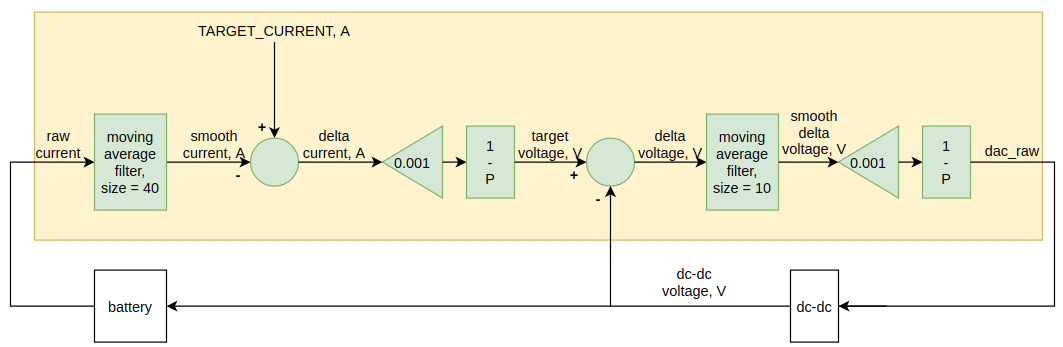 TARGET_CURRENT, A
+
raw
current
moving
average
filter,
size = 40
smooth
current, A
-
delta
current, A
0.001
1
-
P
target
voltage, V
+
-
delta
voltage, V
moving
average
filter,
size = 10
smooth
delta
voltage, V
0.001
1
-
P
dac_raw
battery
dc-dc
voltage, V
dc-dc